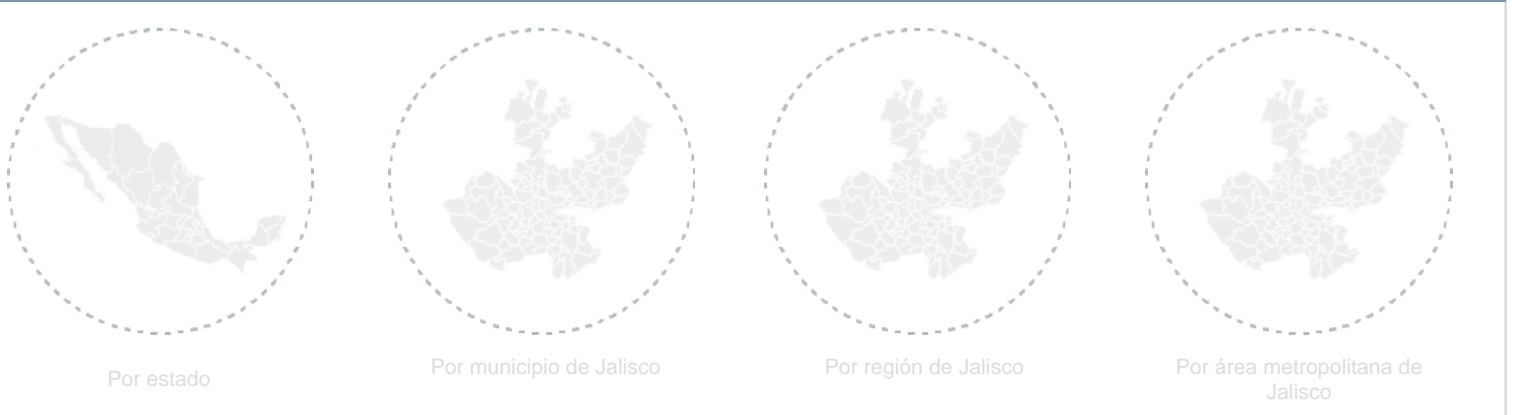 Por estado
Por municipio de Jalisco
Por región de Jalisco
Por área metropolitana de
Jalisco